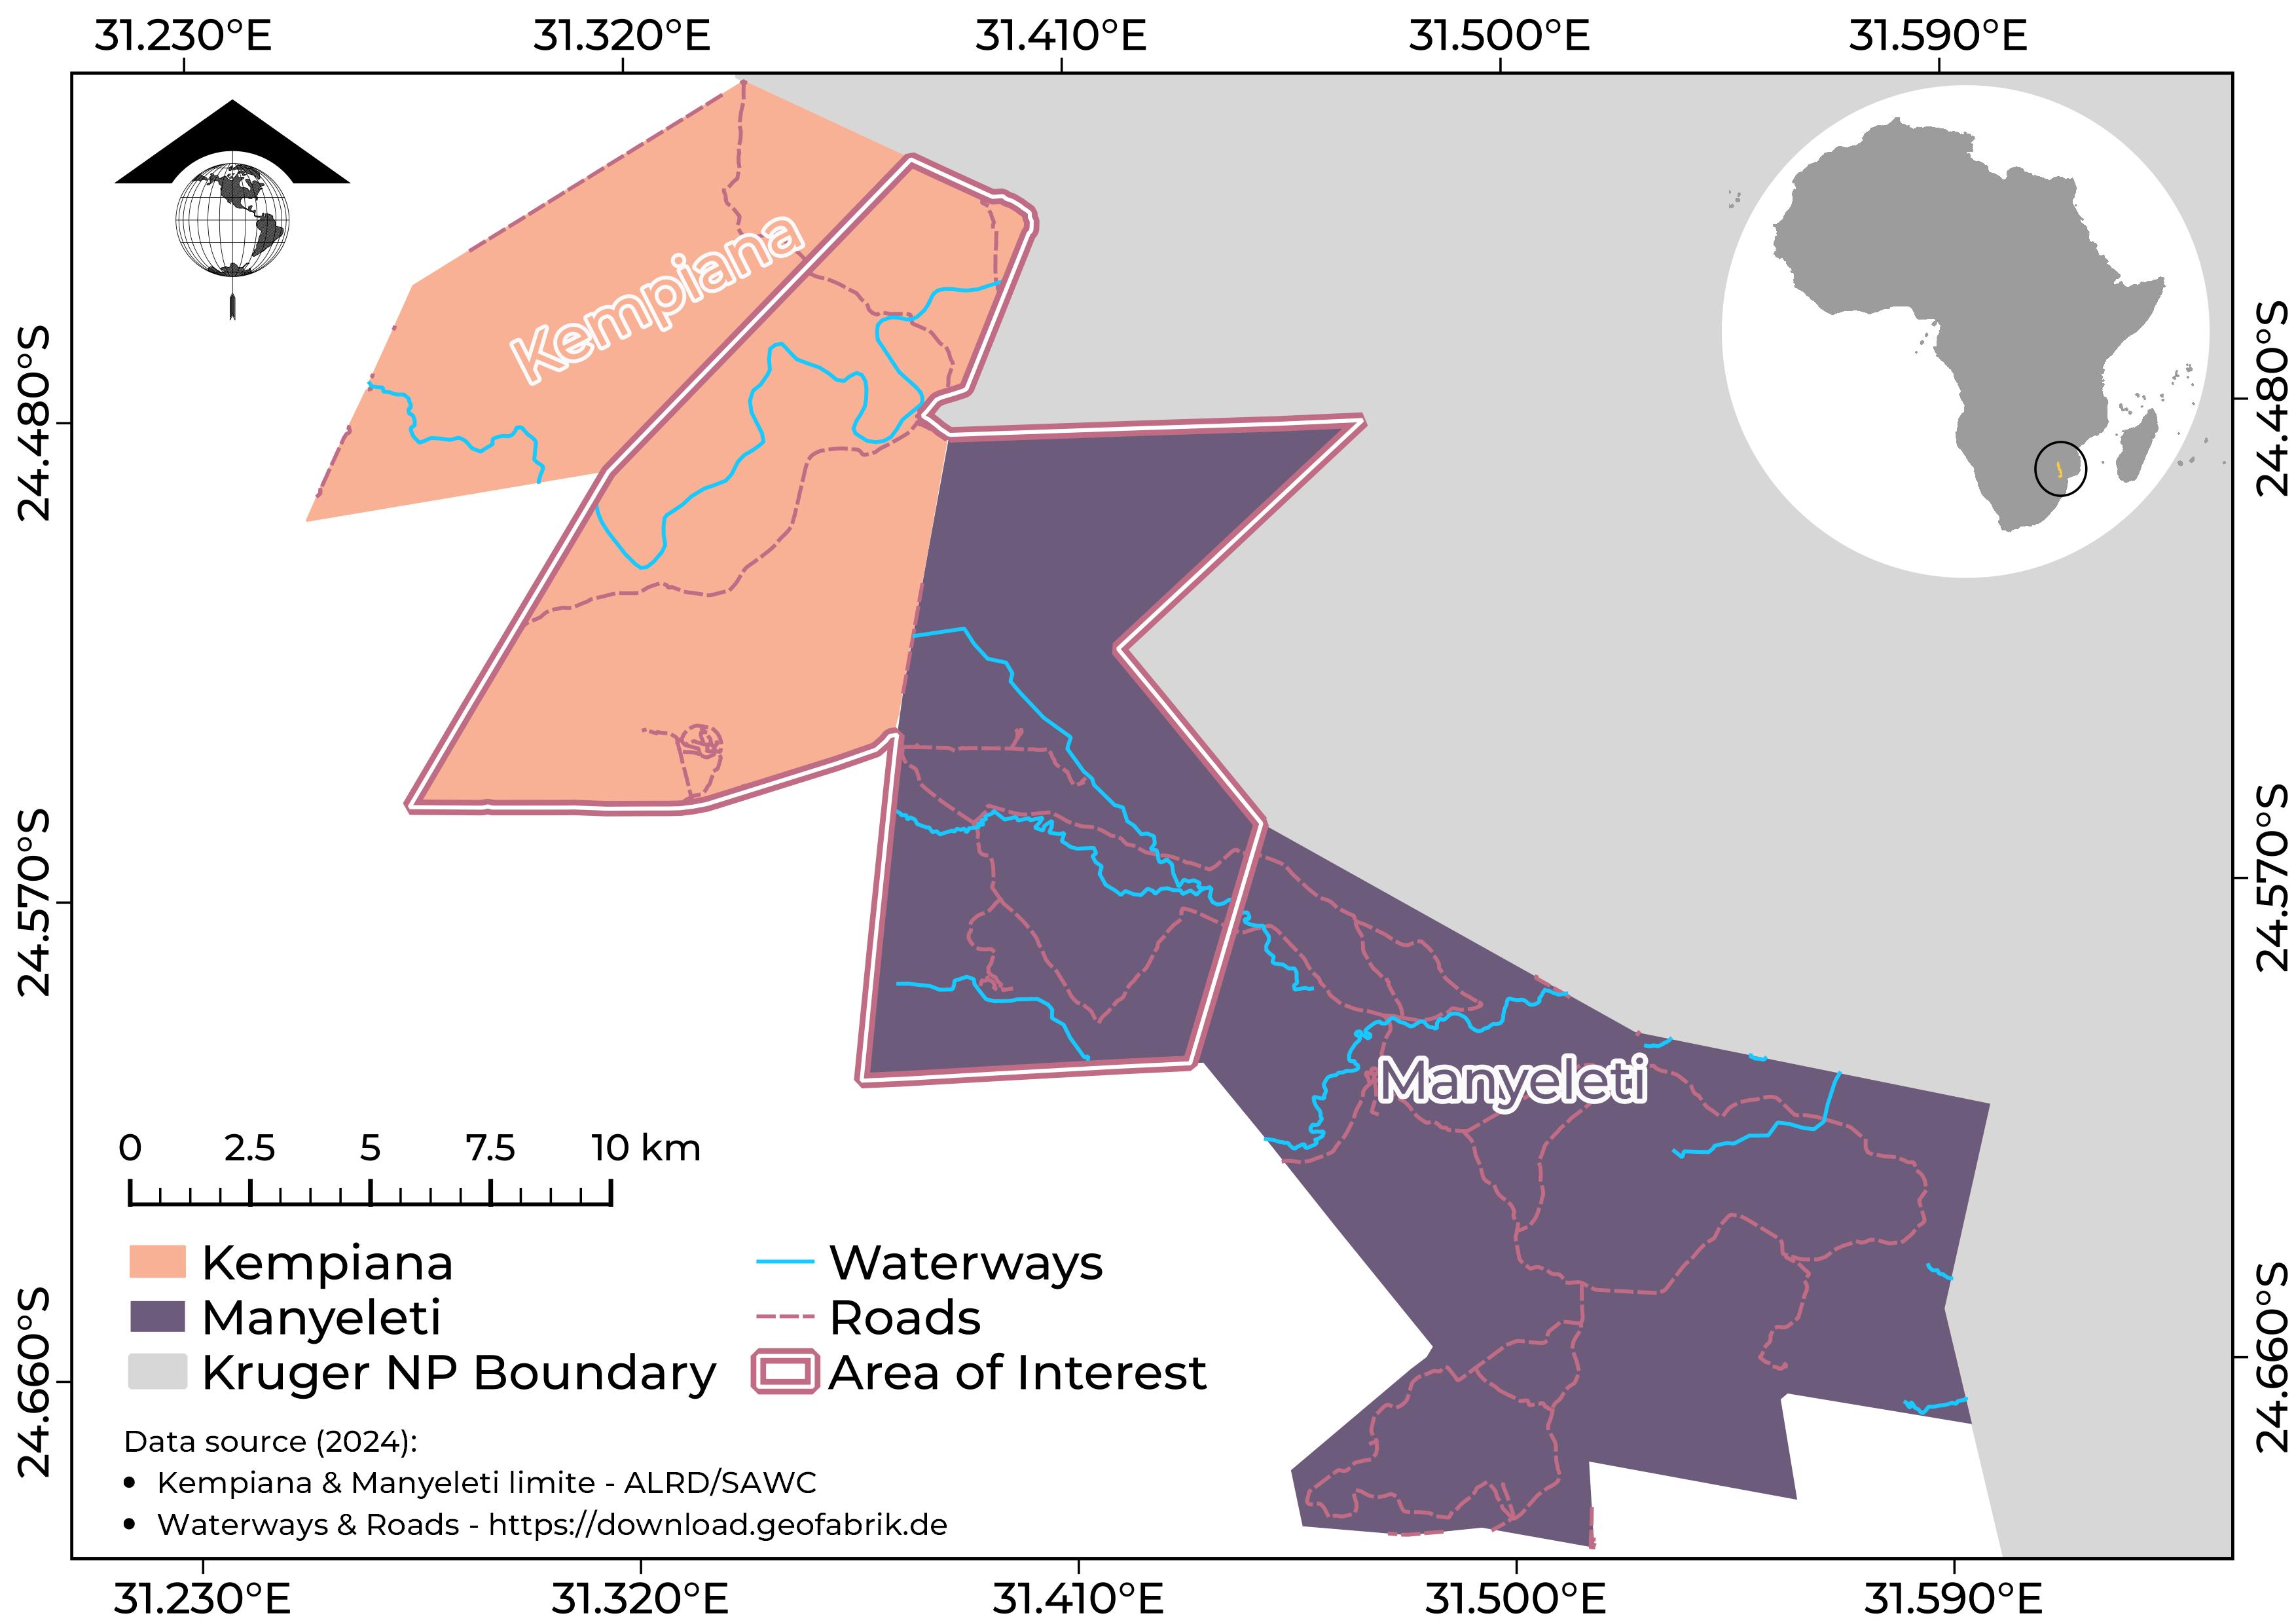 31.230°E 31.320°E 31.410°E 31.500°E 31.590°E
24.480°S 24.480°S
Kempiana
24.570°S 24.570°S
Manyeleti
0 2.5 5 7.5 10 km
Kempiana Waterways
Manyeleti Roads
Kruger NP Boundary Area of Interest
24.660°S 24.660°S
Data source (2024):
• Kempiana & Manyeleti limite - ALRD/SAWC
• Waterways & Roads - https://download.geofabrik.de
31.230°E 31.320°E 31.410°E 31.500°E 31.590°E